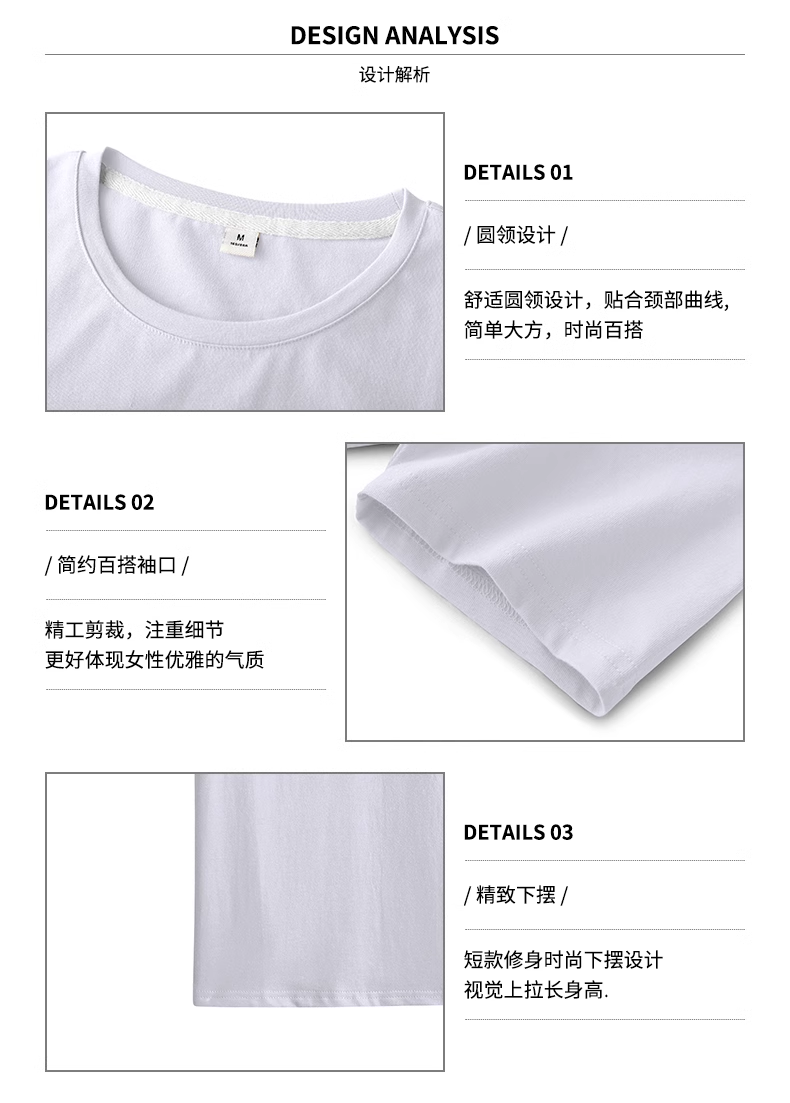 DESIGN ANALYSIS
设计解析
DETAILS 01
/ 圆领设计 /
舒适圆领设计，贴合颈部曲线,
简单大方，时尚百搭
M
DETAILS 02
/ 简约百搭袖口 /
精工剪裁，注重细节
更好体现女性优雅的气质
DETAILS 03
/ 精致下摆 /
短款修身时尚下摆设计
视觉上拉长身高.